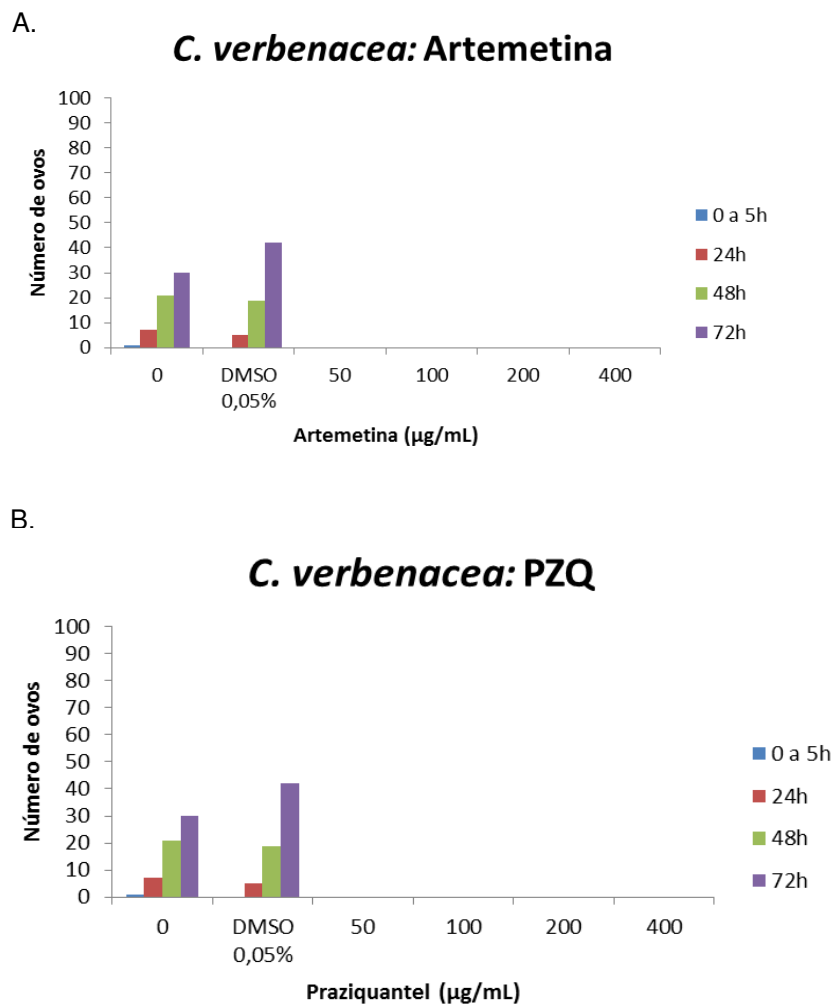 A.
C. verbenacea: Artemetina
Número de ovos
100
90
80
70
60
50
40
30
20
10
0
0
DMSO
0,05%
50
100
200
400
Artemetina (µg/mL)
0 a 5h
24h
48h
72h
B.
C. verbenacea: PZQ
Número de ovos
100
90
80
70
60
50
40
30
20
10
0
0
DMSO
0,05%
50
100
200
400
Praziquantel (µg/mL)
0 a 5h
24h
48h
72h